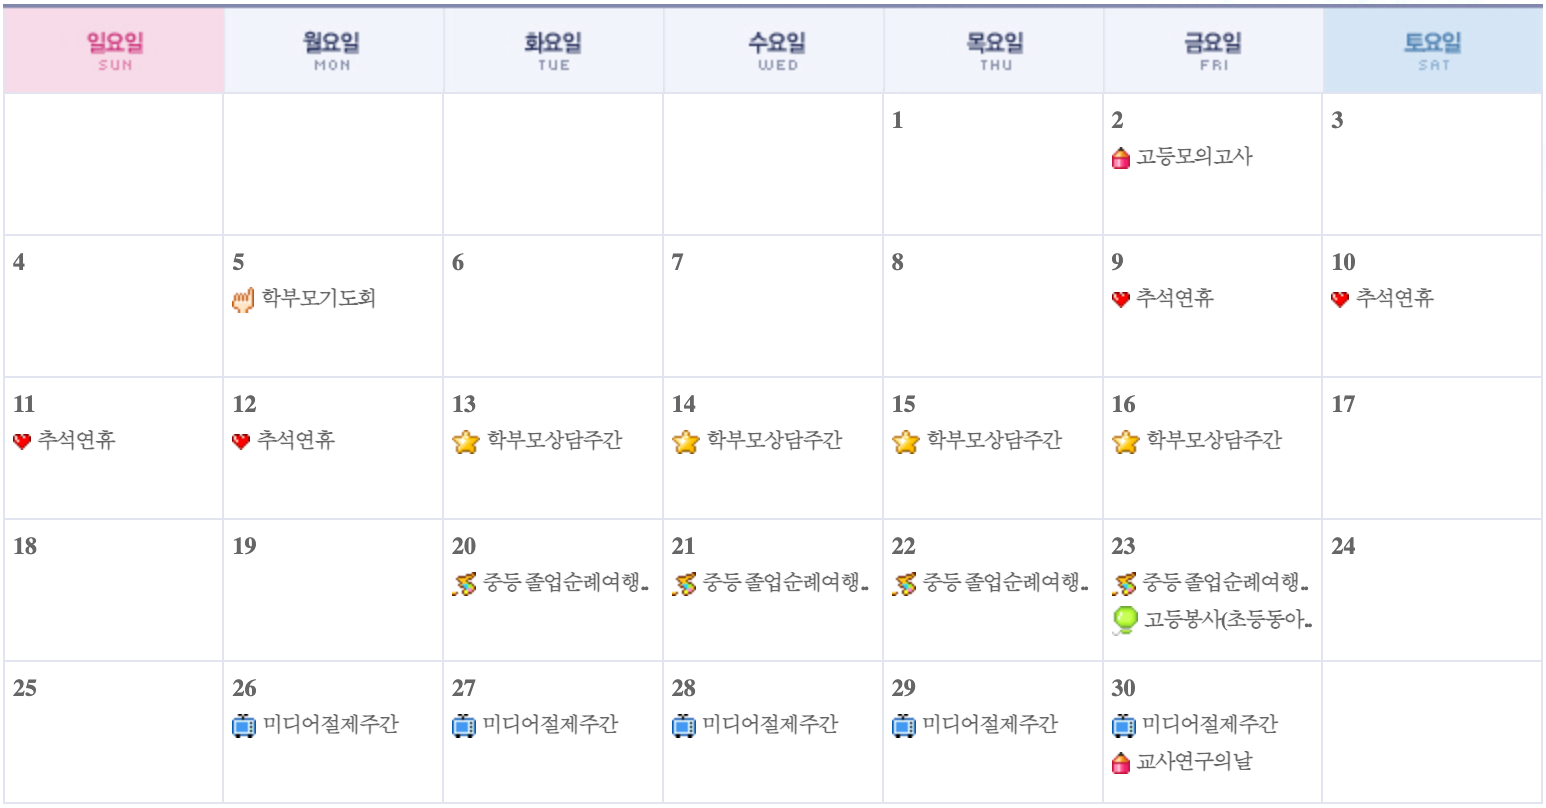 일요일 월요일 화요일 수요일 목요일 금요일 토요일
SUN MON TUE WED THU FRI SAT
1 2 3
고등모의고사
4 5 6 7 8 9 10
학부모기도회 추석연휴 추석연휴
11 12 13 14 15 16 17
추석연휴 추석연휴 학부모상담주간 학부모상담주간 학부모상담주간 학부모상담주간
18 19 20 21 22 23 24
중등 졸업순례여행.. 중등 졸업순례여행.. 중등 졸업순례여행.. 중등 졸업순례여행..
고등봉사(초등동아..
25 26 27 28 29 30
미디어절제주간 미디어절제주간 미디어절제주간 미디어절제주간 미디어절제주간
교사연구의날